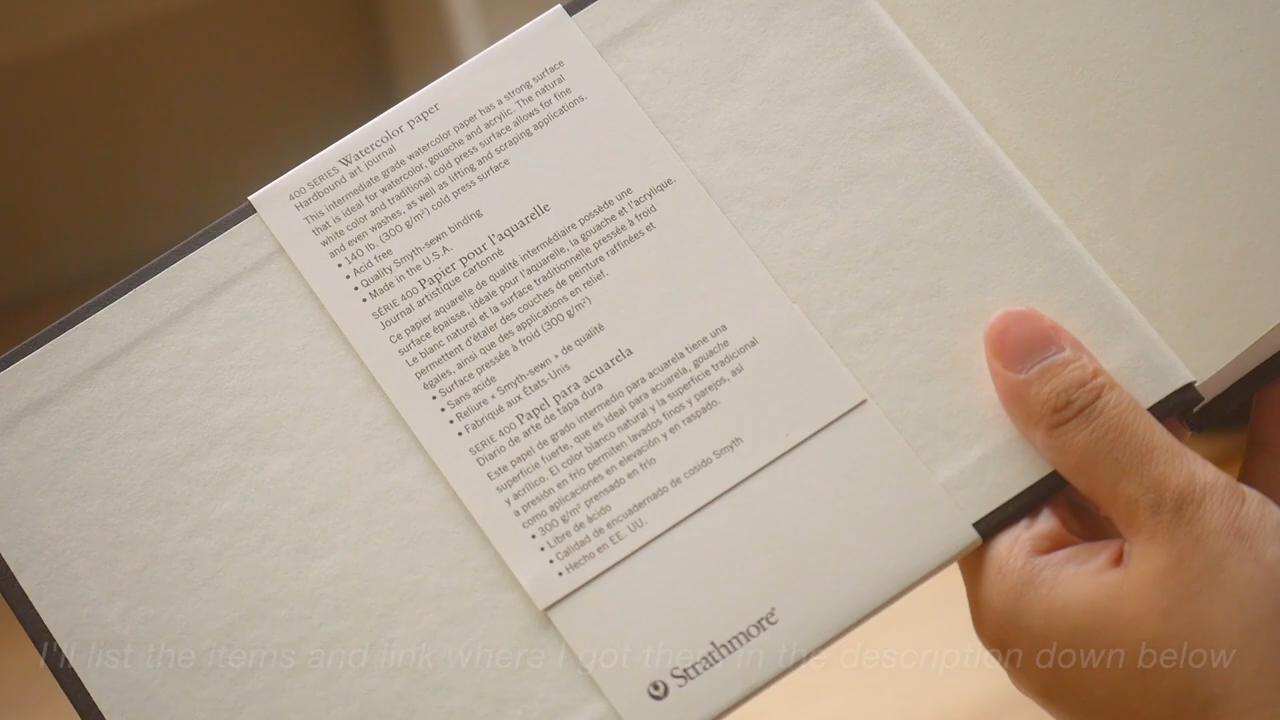 400 SERIES Watercolor paper
Hardbound art journal
This intermediate grade watercolor paper has a strong surface
that is ideal for watercolor, gouache and acrylic. The natural
white color and traditional cold press surface allows for fine
and even washes, as well as lifting and scraping applications.
• 140 lb. (300 g/m²) cold press surface
• Acid free
• Quality Smyth-sewn binding
• Made in the U.S.A.
SÉRIE 400 Papier pour l'aquarelle
Journal artistique cartonné
Ce papier aquarelle de qualité intermédiaire possède une
surface épaisse, idéale pour l'aquarelle, la gouache et l'acrylique.
Le blanc naturel et la surface traditionnelle pressée à froid
permettent d'étaler des couches de peinture raffinées et
égales, ainsi que des applications en relief.
• Surface pressée à froid (300 g/m²)
• Sans acide
• Reliure « Smyth-sewn » de qualité
• Fabriqué aux États-Unis
SERIE 400 Papel para acuarela
Diario de arte de tapa dura
Este papel de grado intermedio para acuarela tiene una
superficie fuerte, que es ideal para acuarela, gouache
y acrílico. El color blanco natural y la superficie tradicional
a presión en frío permiten lavados finos y parejos, así
como aplicaciones en elevación y en raspado.
• 300 g/m² prensado en frío
• Libre de ácido
• Calidad de encuadernado de cosido Smyth
• Hecho en EE. UU.
Strathmore®
I'll list the items and link where I got them in the description down below